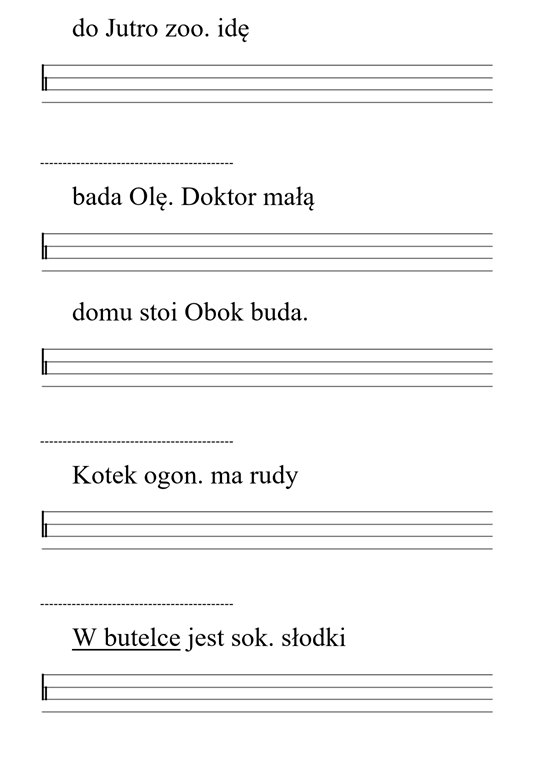 do Jutro zoo. idę
bada Olę. Doktor małą
domu stoi Obok buda.
Kotek ogon. ma rudy
W butelce jest sok. słodki